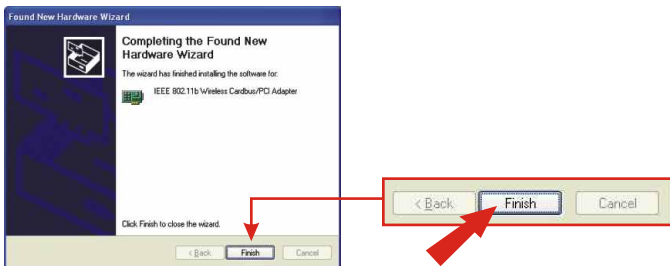 Found New Hardware Wizard
Completing the Found New
Hardware Wizard
The wizard has finished installing the software for:
IEEE 802.11b Wireless Cardbus/PCI Adapter
Click Finish to close the wizard.
< Back Finish Cancel
< Back Finish Cancel